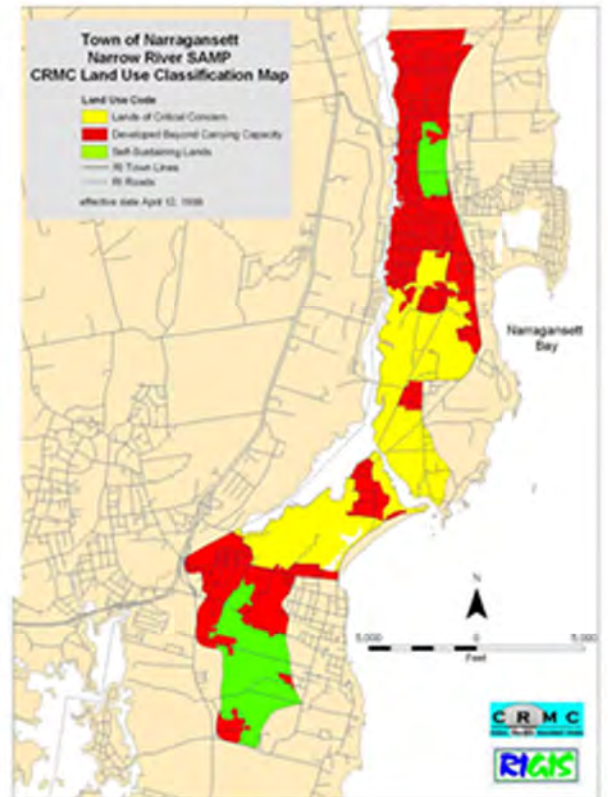 Town of Narragansett
Narrow River SAMP
CRMC Land Use Classification Map
Land Use Code
Lands of Critical Concern
Developed Beyond Carrying Capacity
Self-Sustaining Lands
RI Town Lines
RI Roads
effective date April 12,
Narragansett
Bay
N
5,000 0 5,000
Feet
CRMC
RIGIS